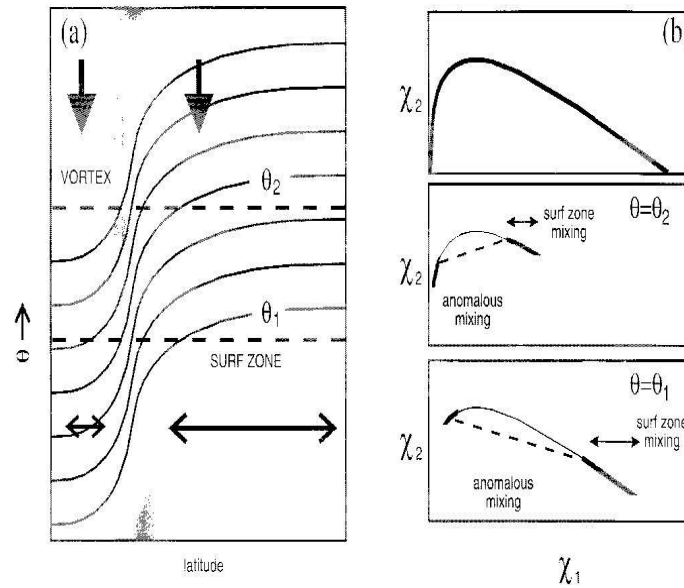 (a)
VORTEX
θ₂
θ₁
SURF ZONE
θ →
latitude
(b)
χ₂
θ=θ₂
surf zone
mixing
χ₂
anomalous
mixing
θ=θ₁
surf zone
mixing
χ₂
anomalous
mixing
χ₁